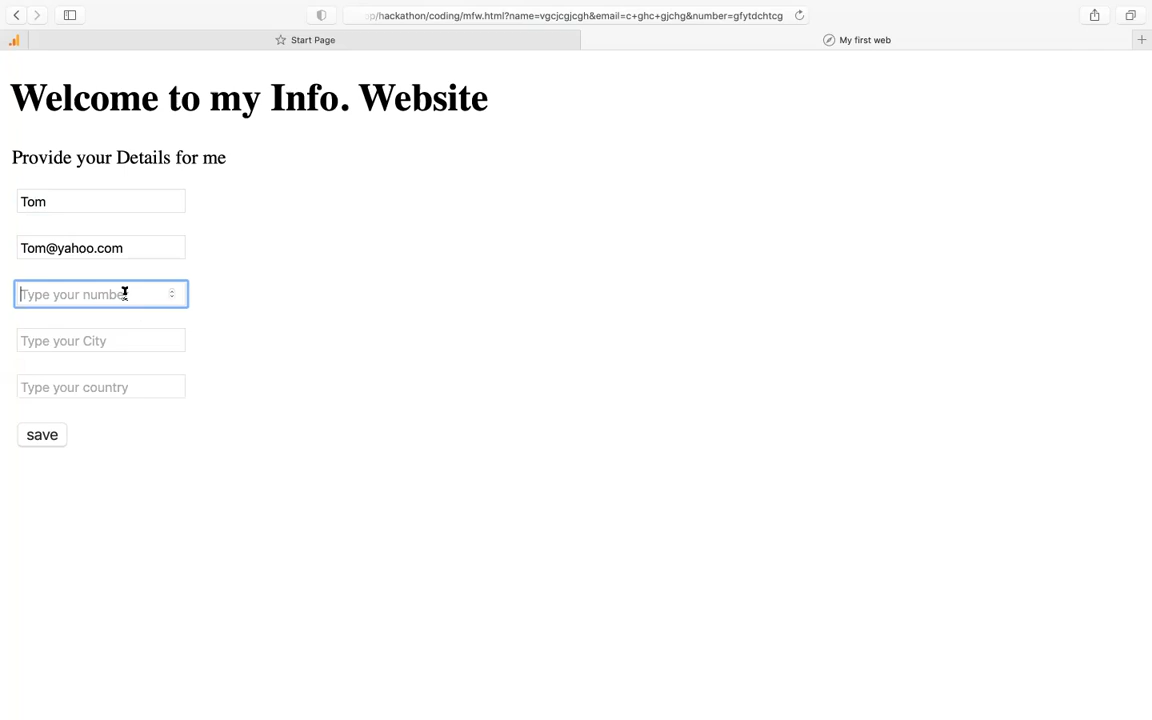 op/hackathon/coding/mfw.html?name=vgcjcgjcgh&email=c+ghc+gjchg&number=gfytdchtcg
Start Page
My first web
Welcome to my Info. Website
Provide your Details for me
Tom
Tom@yahoo.com
Type your number
Type your City
Type your country
save